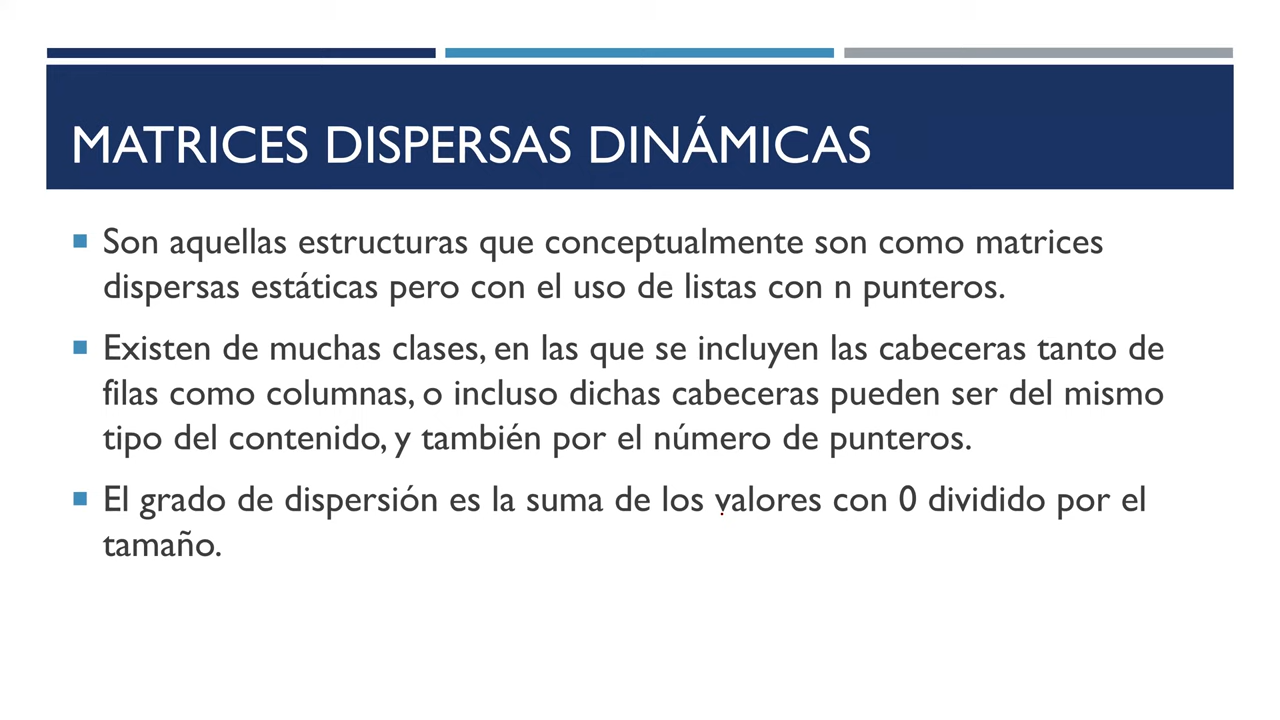 MATRICES DISPERSAS DINÁMICAS
Son aquellas estructuras que conceptualmente son como matrices
dispersas estáticas pero con el uso de listas con n punteros.
Existen de muchas clases, en las que se incluyen las cabeceras tanto de
filas como columnas, o incluso dichas cabeceras pueden ser del mismo
tipo del contenido, y también por el número de punteros.
El grado de dispersión es la suma de los valores con 0 dividido por el
tamaño.